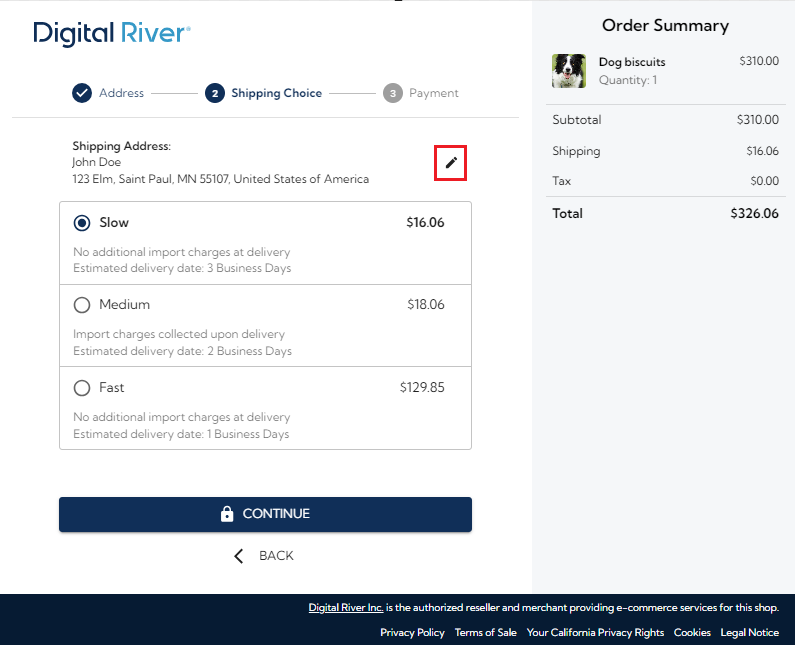 Digital River®
Address
2 Shipping Choice
3 Payment
Shipping Address:
John Doe
123 Elm, Saint Paul, MN 55107, United States of America
Slow $16.06
No additional import charges at delivery
Estimated delivery date: 3 Business Days
Medium $18.06
Import charges collected upon delivery
Estimated delivery date: 2 Business Days
Fast $129.85
No additional import charges at delivery
Estimated delivery date: 1 Business Days
CONTINUE
BACK
Order Summary
Dog biscuits $310.00
Quantity: 1
Subtotal $310.00
Shipping $16.06
Tax $0.00
Total $326.06
Digital River Inc. is the authorized reseller and merchant providing e-commerce services for this shop.
Privacy Policy Terms of Sale Your California Privacy Rights Cookies Legal Notice